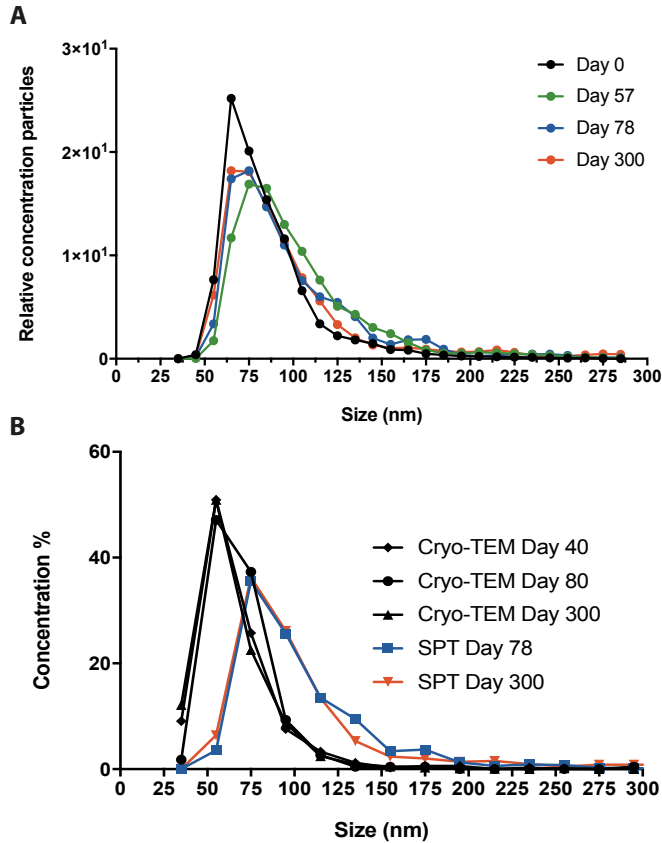 A
Relative concentration particles
3×10¹
2×10¹
1×10¹
0
0 25 50 75 100 125 150 175 200 225 250 275 300
Size (nm)
Day 0
Day 57
Day 78
Day 300
B
Concentration %
60
40
20
0
0 25 50 75 100 125 150 175 200 225 250 275 300
Size (nm)
Cryo-TEM Day 40
Cryo-TEM Day 80
Cryo-TEM Day 300
SPT Day 78
SPT Day 300